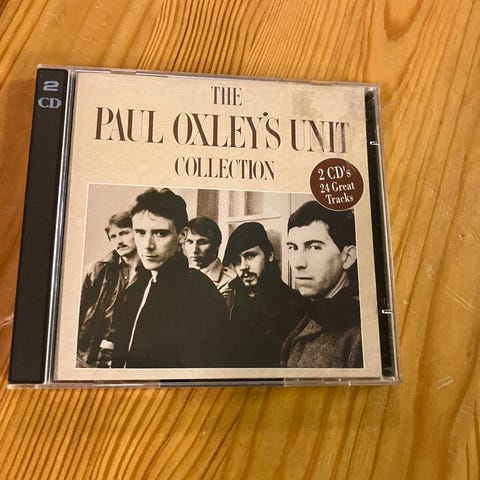 2
CD
THE
PAUL OXLEY'S UNIT
COLLECTION
2 CD's
24 Great
Tracks